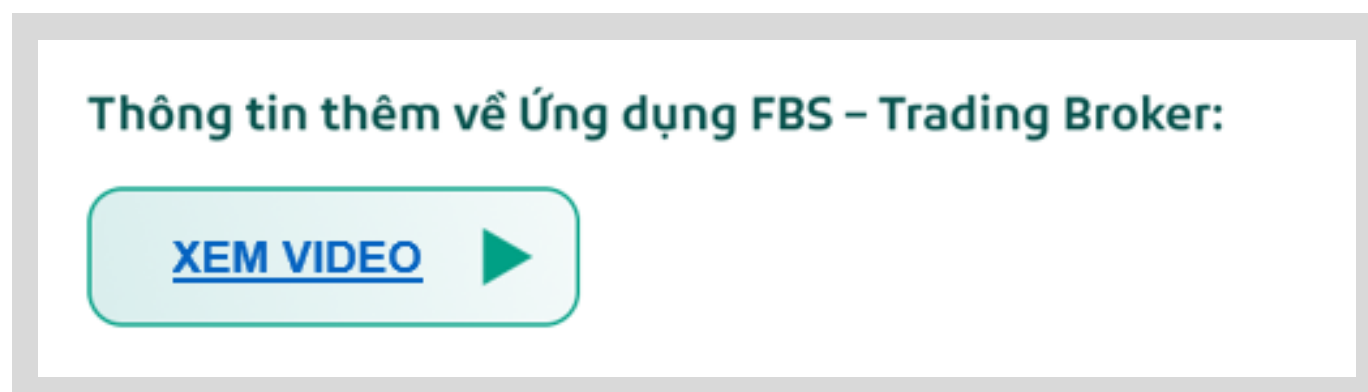 Thông tin thêm về Ứng dụng FBS – Trading Broker:
XEM VIDEO